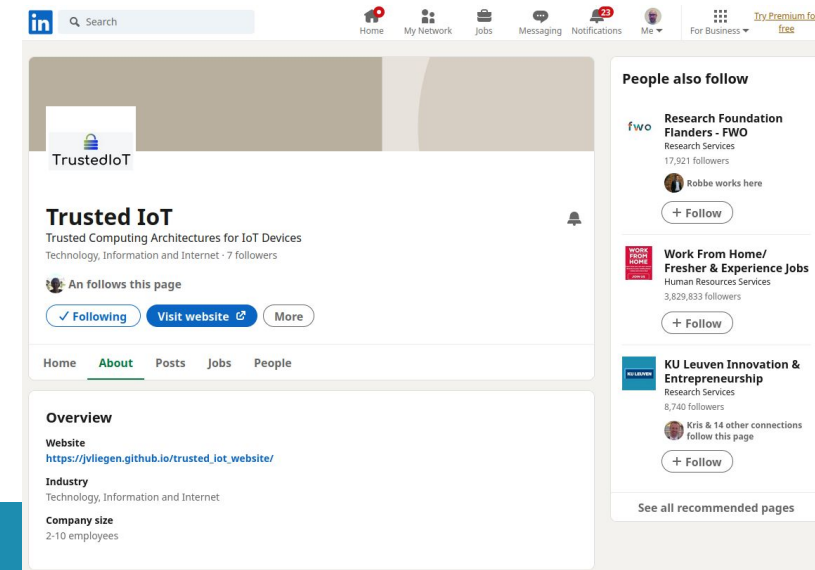 in
Search
Home
My Network
Jobs
Messaging
23
Notifications
Me
For Business
Try Premium fo
free
TrustedIoT
Trusted IoT
Trusted Computing Architectures for IoT Devices
Technology, Information and Internet · 7 followers
An follows this page
Following
Visit website
More
Home
About
Posts
Jobs
People
Overview
Website
https://jvliegen.github.io/trusted_iot_website/
Industry
Technology, Information and Internet
Company size
2-10 employees
People also follow
fwo
Research Foundation
Flanders - FWO
Research Services
17,921 followers
Robbe works here
+ Follow
WORK
FROM
HOME
JOIN US
Work From Home/
Fresher & Experience Jobs
Human Resources Services
3,829,833 followers
+ Follow
KU LEUVEN
KU Leuven Innovation &
Entrepreneurship
Research Services
8,740 followers
Kris & 14 other connections
follow this page
+ Follow
See all recommended pages